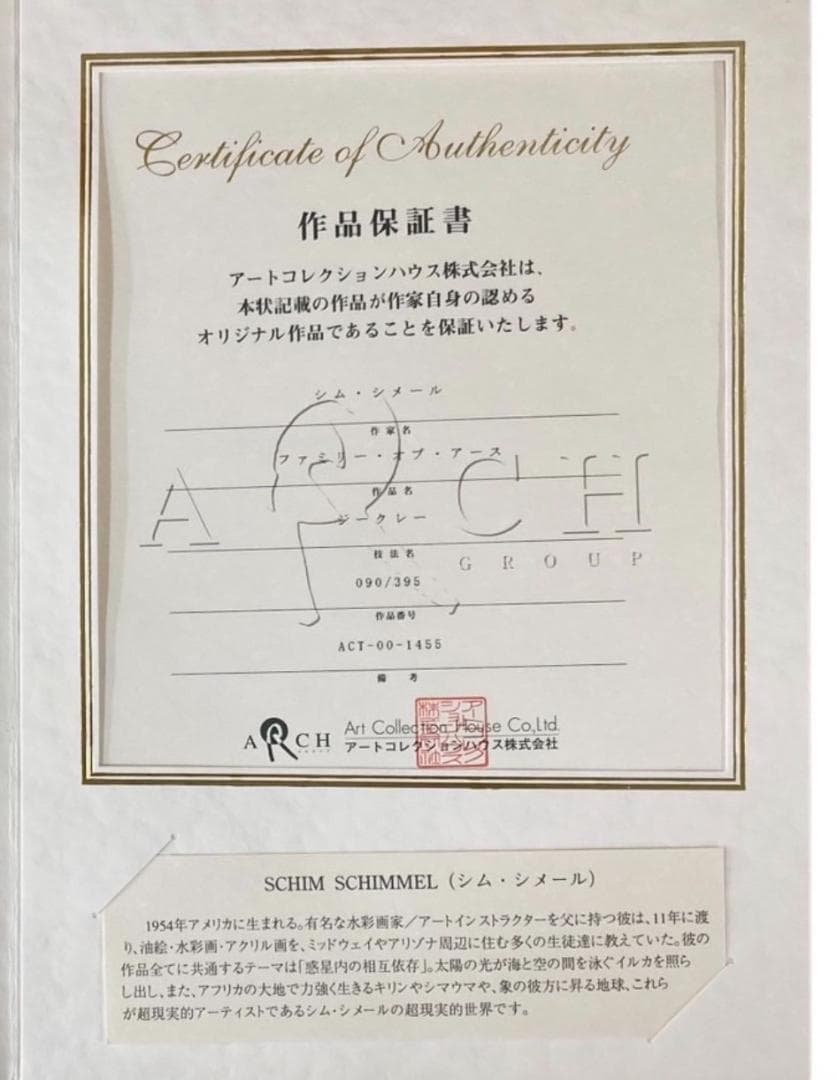 Certificate of Authenticity
作品保証書
アートコレクションハウス株式会社は、
本状記載の作品が作家自身の認める
オリジナル作品であることを保証いたします。
シム・シメール
作家名
ファミリー・オブ・アース
作品名
ジークレー
技法名
ARCH
GROUP
090/395
作品番号
ACT-00-1455
備考
ARCH
Art Collection House Co.,Ltd.
アートコレクションハウス株式会社
SCHIM SCHIMMEL (シム・シメール)
1954年アメリカに生まれる。有名な水彩画家／アートインストラクターを父に持つ彼は、11年に渡
り、油絵・水彩画・アクリル画を、ミッドウェイやアリゾナ周辺に住む多くの生徒達に教えていた。彼の
作品全てに共通するテーマは「惑星内の相互依存」。太陽の光が海と空の間を泳ぐイルカを照ら
し出し、また、アフリカの大地で力強く生きるキリンやシマウマや、象の彼方に昇る地球、これら
が超現実的アーティストであるシム・シメールの超現実的世界です。